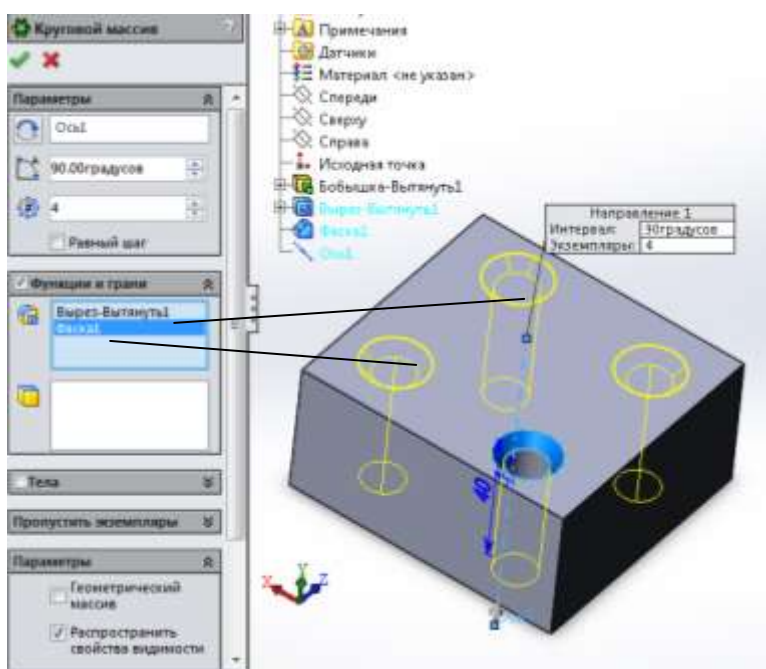 Круговой массив
?
Параметры
Ось1
90.00градусов
4
Равный шаг
Функции и грани
Вырез-Вытянуть1
Фаска1
Тела
Пропустить экземпляры
Параметры
Геометрический
массив
Распространить
свойства видимости
Примечания
Датчики
Материал <не указан>
Спереди
Сверху
Справа
Исходная точка
Бобышка-Вытянуть1
Вырез-Вытянуть1
Фаска1
Ось1
Направление 1
Интервал: 90градусов
Экземпляры: 4
40
X Y Z